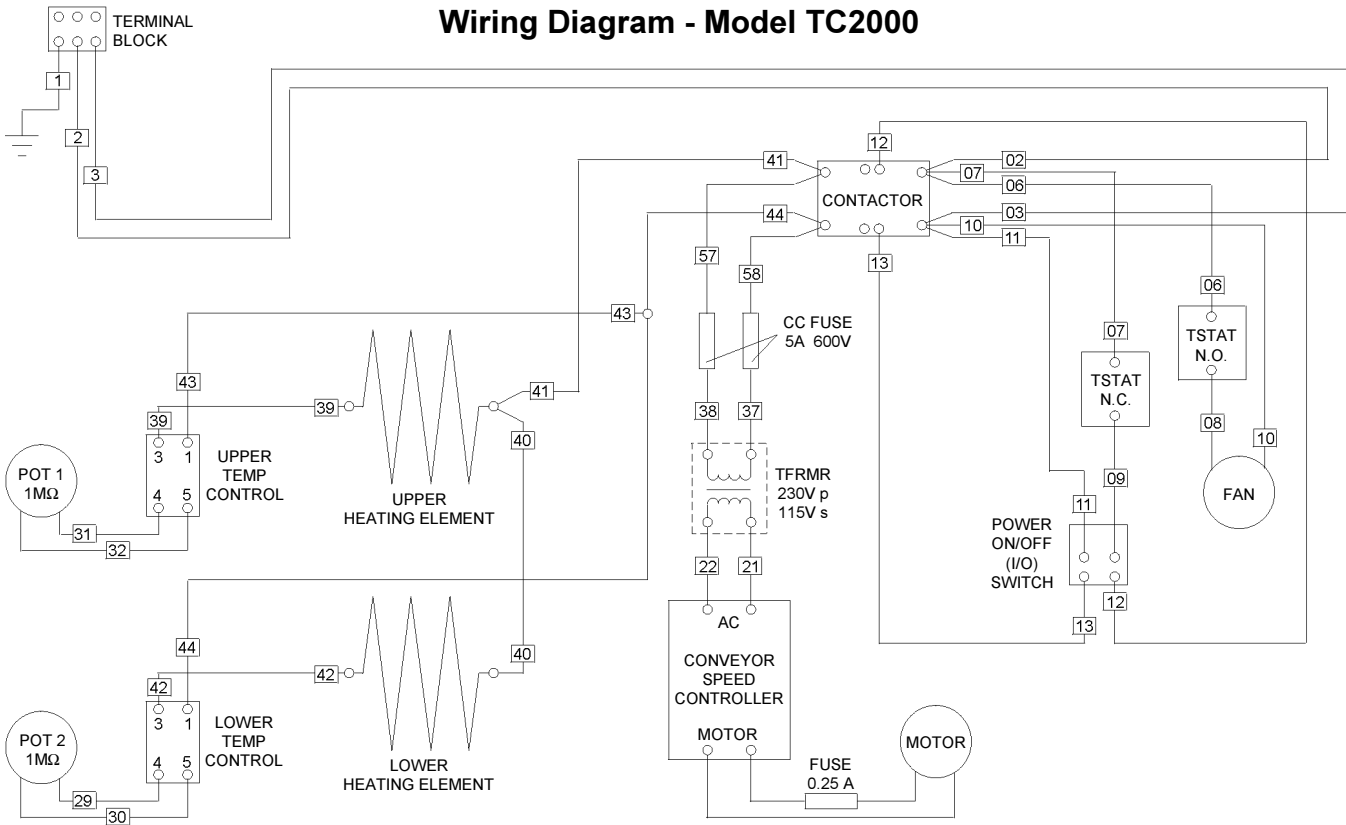 Wiring Diagram - Model TC2000
TERMINAL
BLOCK
1
2
3
12
41
02
07
06
CONTACTOR
44
03
10
11
13
57
58
06
43
CC FUSE
5A 600V
07
TSTAT
N.O.
TSTAT
N.C.
43
41
39
39
38
37
08
10
40
POT 1
1MΩ
3 1
4 5
UPPER
TEMP
CONTROL
UPPER
HEATING ELEMENT
TFRMR
230V p
115V s
09
FAN
11
31
32
POWER
ON/OFF
(I/O)
SWITCH
22
21
12
13
AC
CONVEYOR
SPEED
CONTROLLER
MOTOR
44
40
42
42
POT 2
1MΩ
3 1
4 5
LOWER
TEMP
CONTROL
LOWER
HEATING ELEMENT
MOTOR
FUSE
0.25 A
29
30